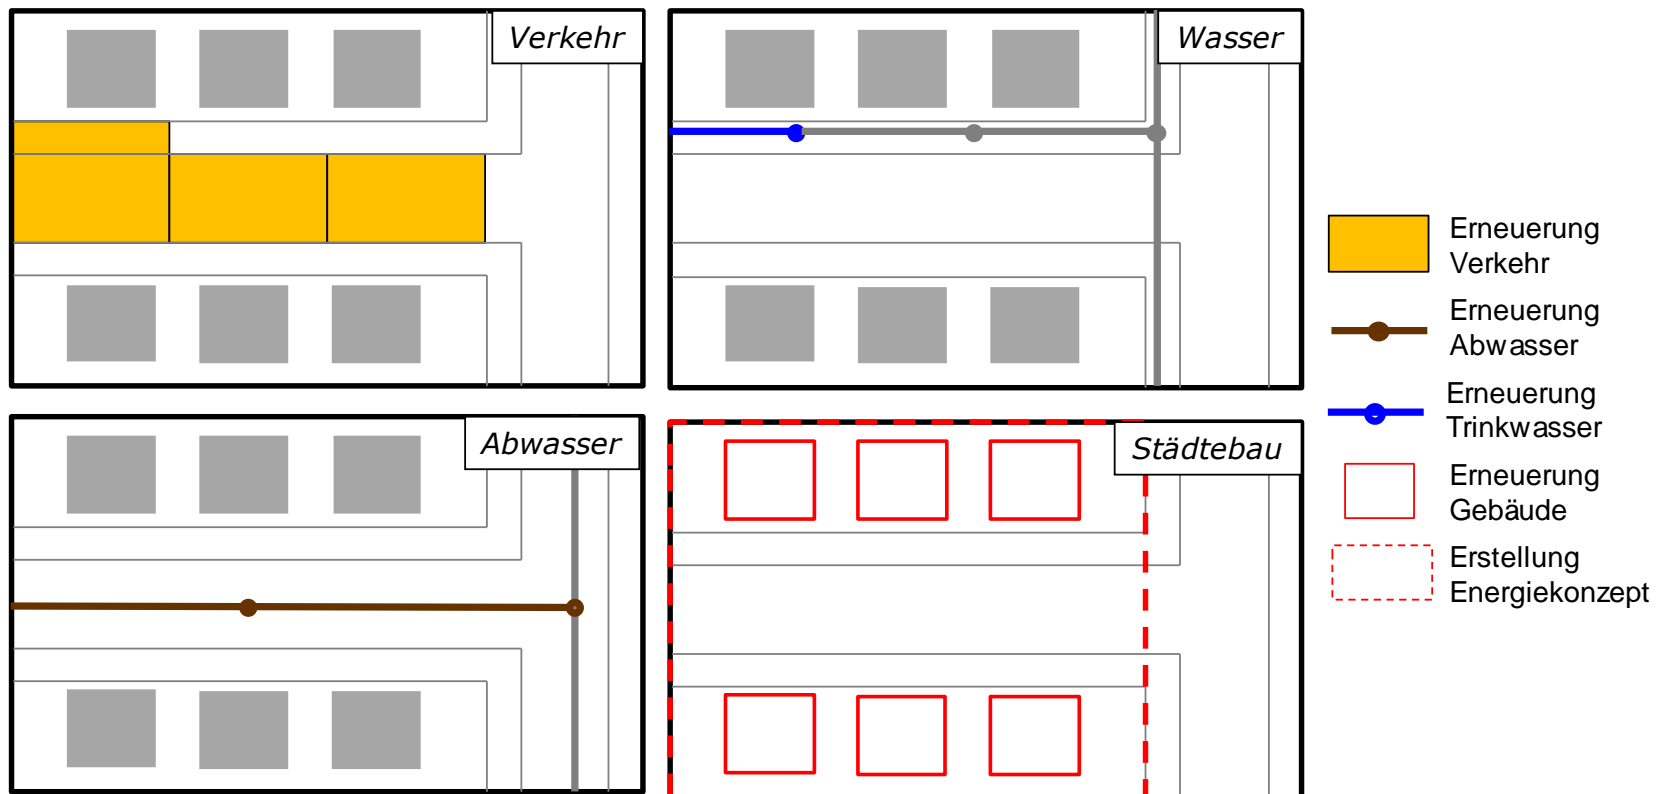 Verkehr
Wasser
Abwasser
Städtebau
Erneuerung
Verkehr
Erneuerung
Abwasser
Erneuerung
Trinkwasser
Erneuerung
Gebäude
Erstellung
Energiekonzept